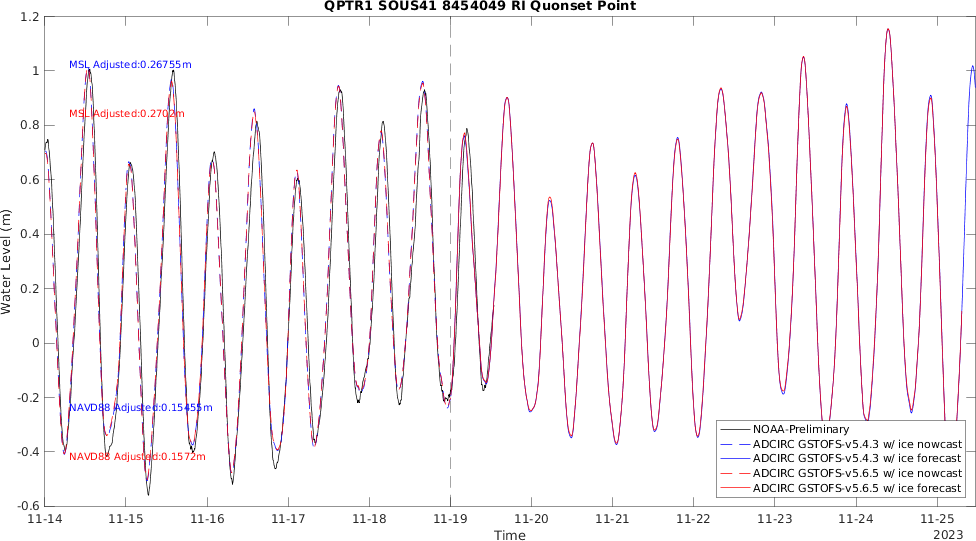 QPTR1 SOUS41 8454049 RI Quonset Point
Water Level (m)
1.2
1
0.8
0.6
0.4
0.2
0
-0.2
-0.4
-0.6
MSL Adjusted:0.26755m
MSL Adjusted:0.2702m
NAVD88 Adjusted:0.15455m
NAVD88 Adjusted:0.1572m
NOAA-Preliminary
ADCIRC GSTOFS-v5.4.3 w/ ice nowcast
ADCIRC GSTOFS-v5.4.3 w/ ice forecast
ADCIRC GSTOFS-v5.6.5 w/ ice nowcast
ADCIRC GSTOFS-v5.6.5 w/ ice forecast
11-14 11-15 11-16 11-17 11-18 11-19 11-20 11-21 11-22 11-23 11-24 11-25
Time
2023